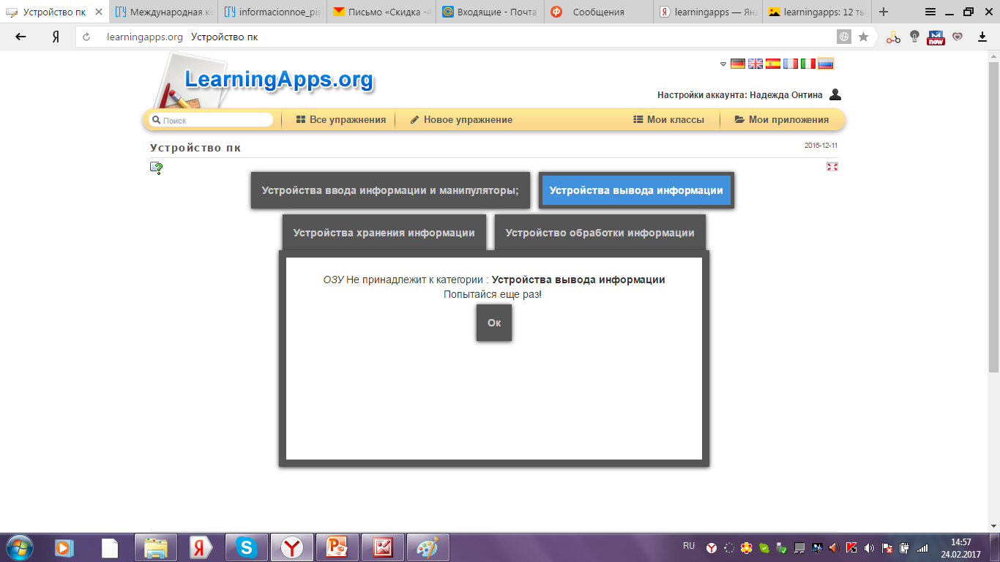 Устройство пк
Международная ко
informacionnoe_pis
Письмо «Скидка -4
Входящие - Почта
Сообщения
learningapps — Ян
learningapps: 12 ты
learningapps.org Устройство пк
new
LearningApps.org
Настройки аккаунта: Надежда Онтина
Поиск
Все упражнения
Новое упражнение
Мои классы
Мои приложения
Устройство пк
2016-12-11
Устройства ввода информации и манипуляторы;
Устройства вывода информации
Устройства хранения информации
Устройство обработки информации
ОЗУ Не принадлежит к категории : Устройства вывода информации
Попытайся еще раз!
Ок
RU
14:57
24.02.2017